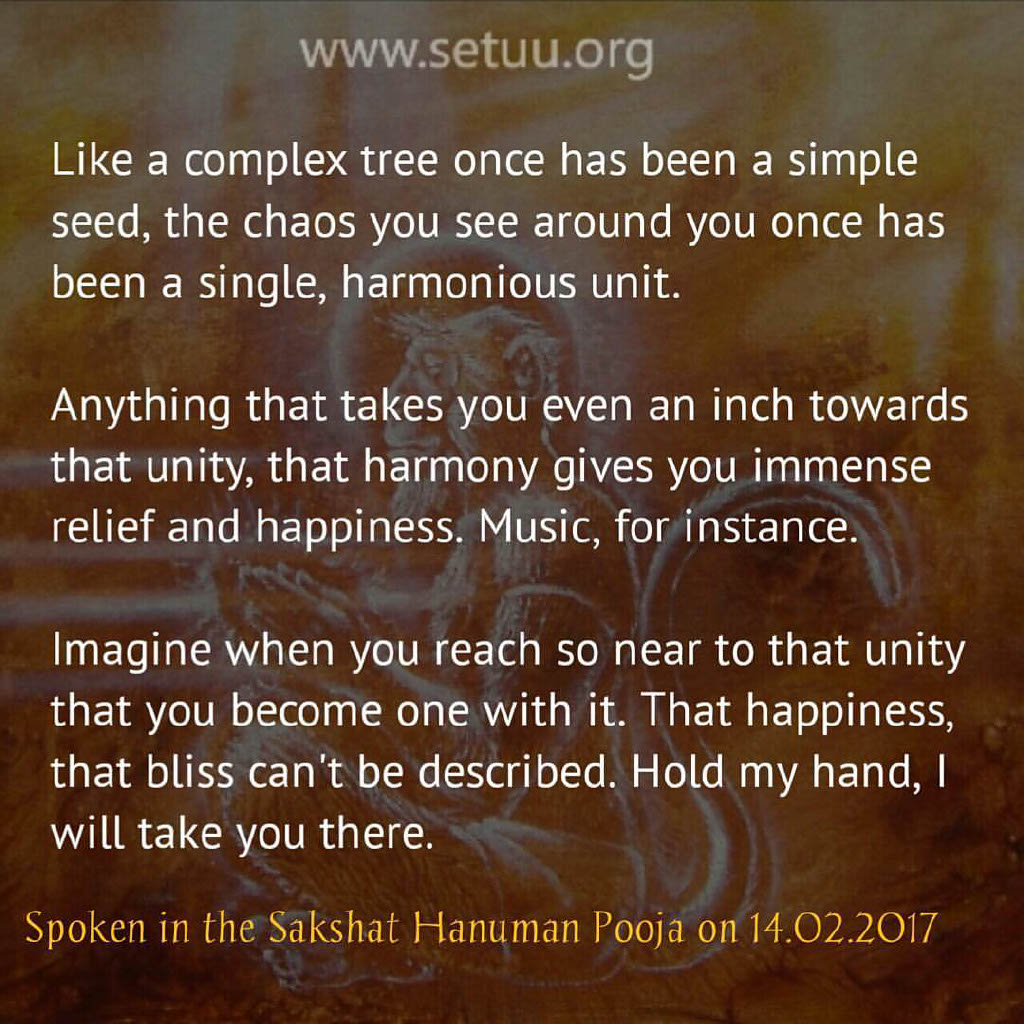 www.setuu.org
Like a complex tree once has been a simple
seed, the chaos you see around you once has
been a single, harmonious unit.
Anything that takes you even an inch towards
that unity, that harmony gives you immense
relief and happiness. Music, for instance.
Imagine when you reach so near to that unity
that you become one with it. That happiness,
that bliss can't be described. Hold my hand, I
will take you there.
Spoken in the Sakshat Hanuman Pooja on 14.02.2017